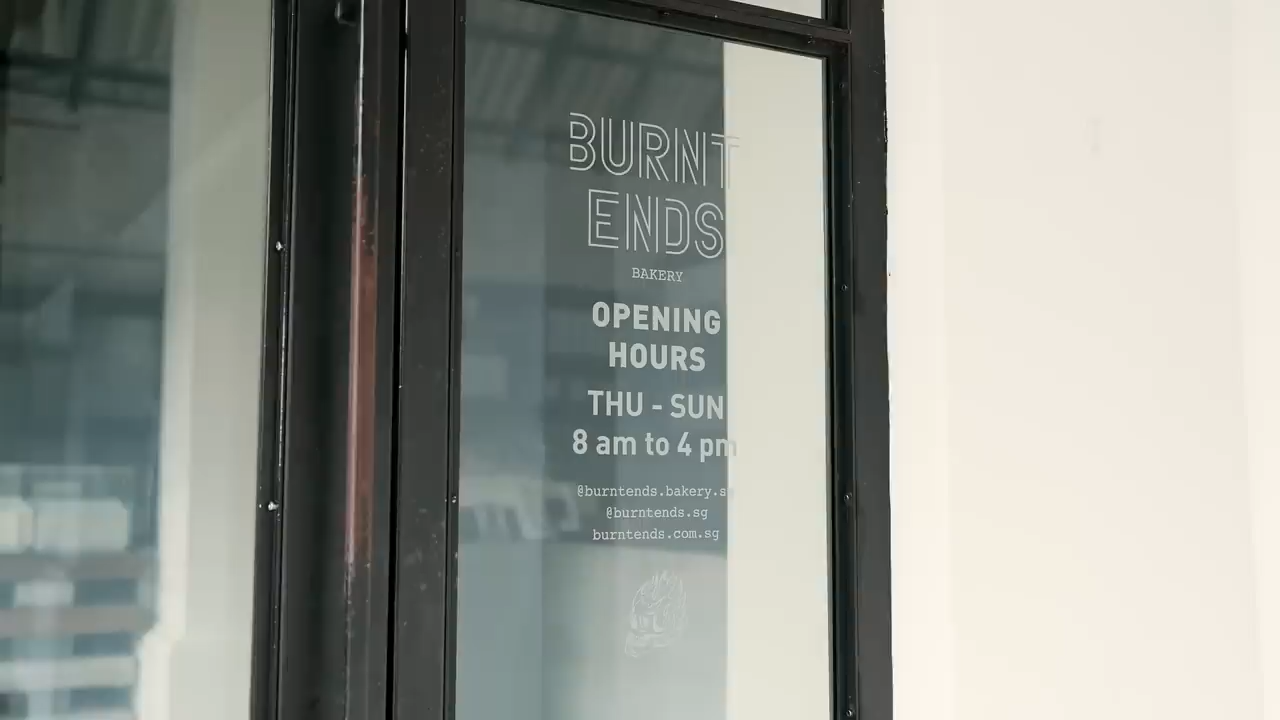 BURNT
ENDS
BAKERY
OPENING
HOURS
THU - SUN
8 am to 4 pm
@burntends.bakery.s
@burntends.sg
burntends.com.sg